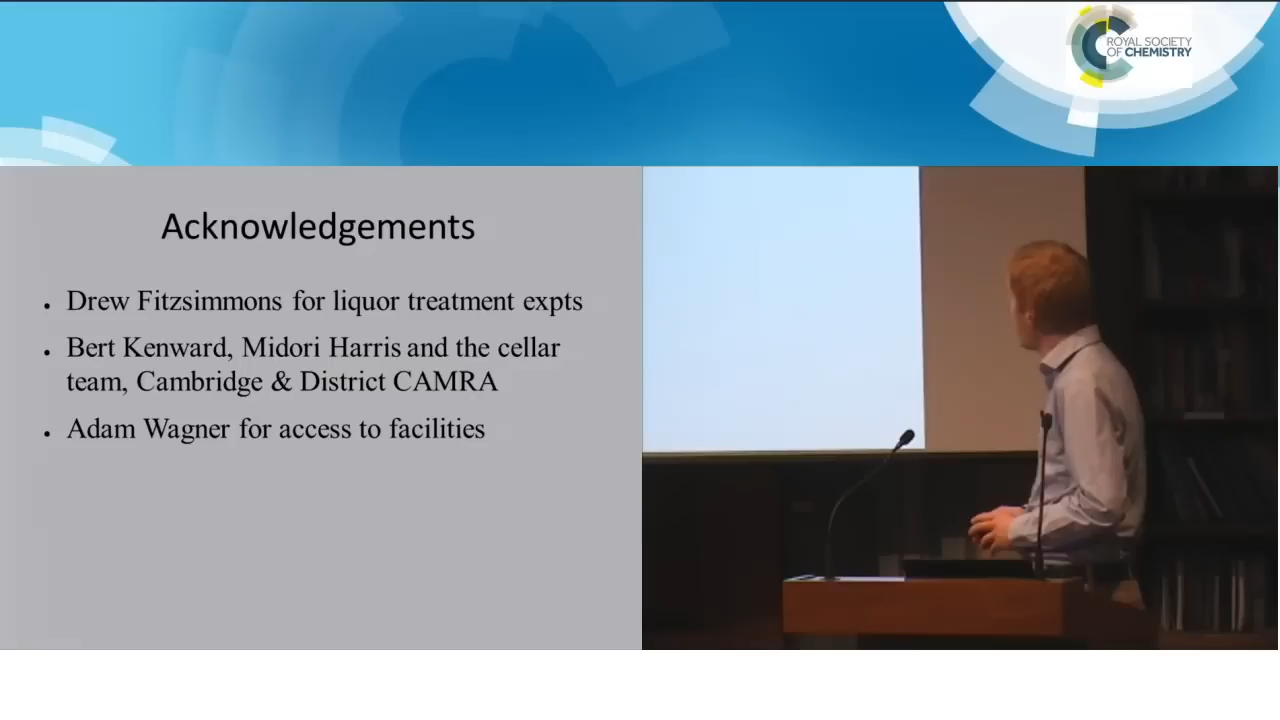 ROYAL SOCIETY
OF CHEMISTRY
Acknowledgements
• Drew Fitzsimmons for liquor treatment expts
• Bert Kenward, Midori Harris and the cellar
team, Cambridge & District CAMRA
• Adam Wagner for access to facilities